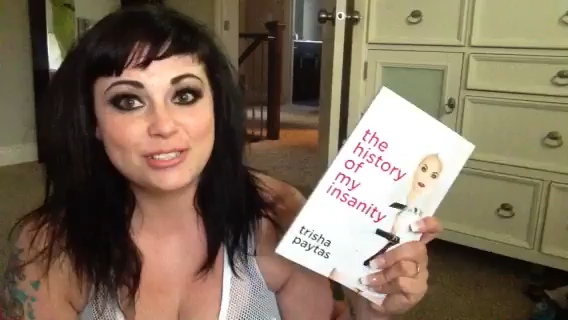 the
history
of
my
insanity
trisha
paytas